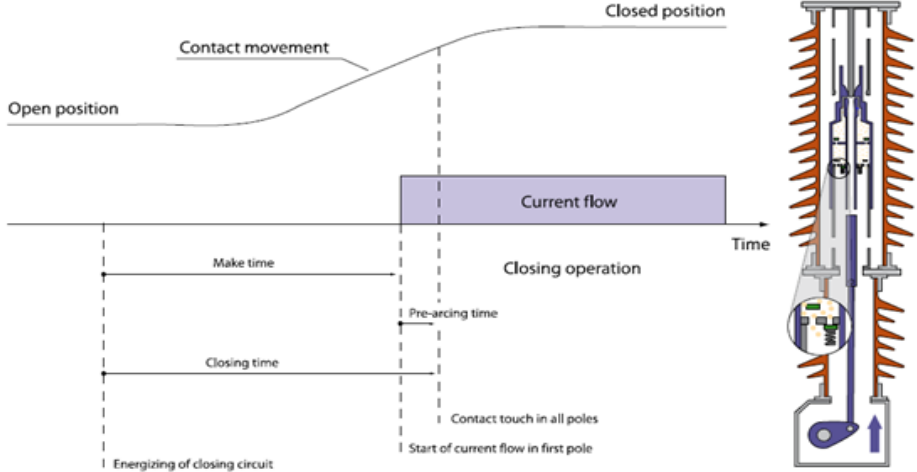 Closed position
Contact movement
Open position
Current flow
Time
Make time
Closing operation
Pre-arcing time
Closing time
Contact touch in all poles
Start of current flow in first pole
Energizing of closing circuit